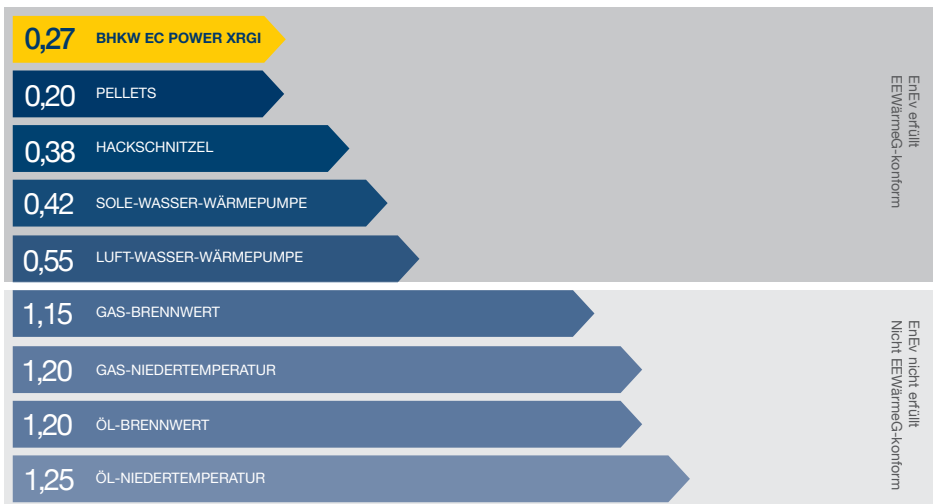 0,27 BHKW EC POWER XRGI
0,20 PELLETS
0,38 HACKSCHNITZEL
0,42 SOLE-WASSER-WÄRMEPUMPE
0,55 LUFT-WASSER-WÄRMEPUMPE
EnEv erfüllt
EEWärmeG-konform
1,15 GAS-BRENNWERT
1,20 GAS-NIEDERTEMPERATUR
1,20 ÖL-BRENNWERT
1,25 ÖL-NIEDERTEMPERATUR
EnEv nicht erfüllt
Nicht EEWärmeG-konform